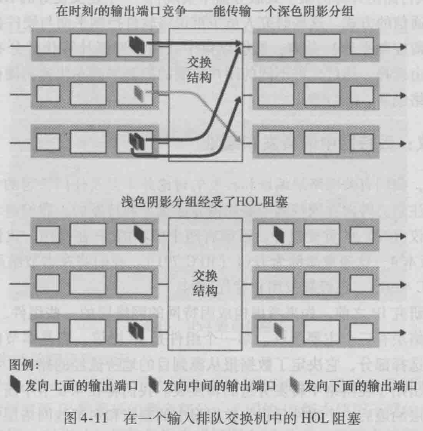 在时刻t的输出端口竞争——能传输一个深色阴影分组
交换
结构
浅色阴影分组经受了HOL阻塞
交换
结构
图例:
发向上面的输出端口 发向中间的输出端口 发向下面的输出端口
图 4-11 在一个输入排队交换机中的 HOL 阻塞